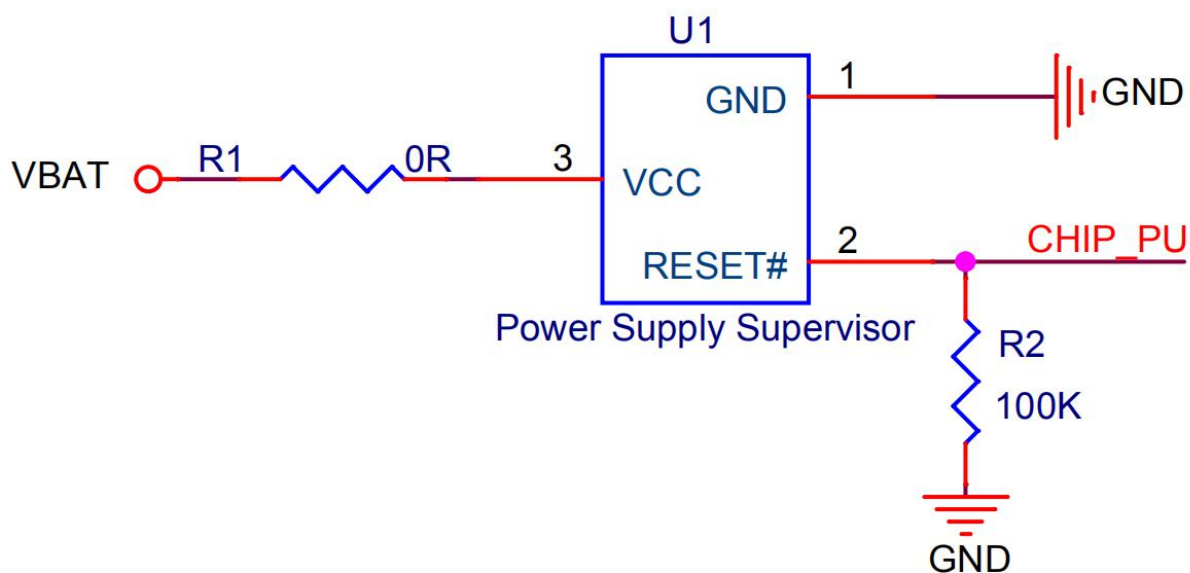 U1
1
GND
GND
VBAT
R1
0R
3
VCC
2
CHIP_PU
RESET#
Power Supply Supervisor
R2
100K
GND